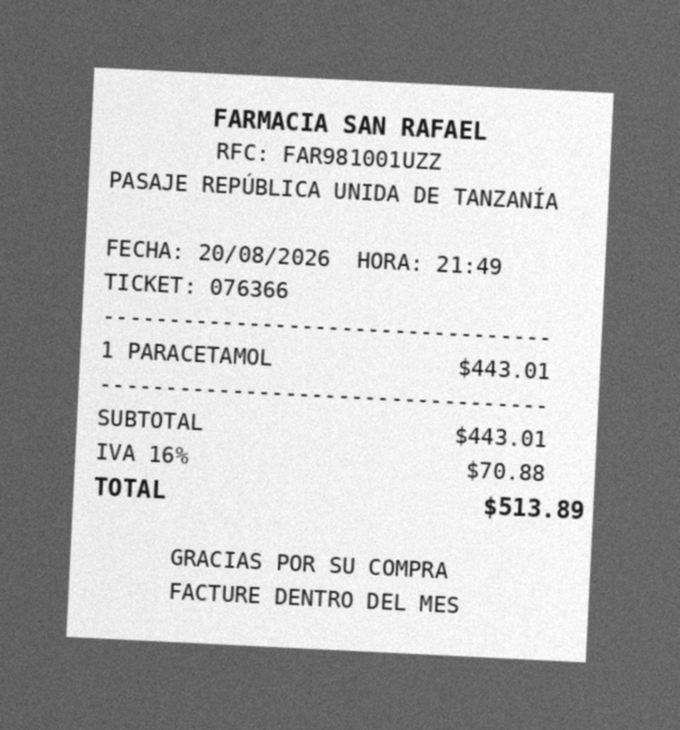 FARMACIA SAN RAFAEL
RFC: FAR981001UZZ
PASAJE REPÚBLICA UNIDA DE TANZANÍA
FECHA: 20/08/2026  HORA: 21:49
TICKET: 076366
----------------------------------
1 PARACETAMOL $443.01
----------------------------------
SUBTOTAL $443.01
IVA 16% $70.88
TOTAL $513.89
GRACIAS POR SU COMPRA
FACTURE DENTRO DEL MES